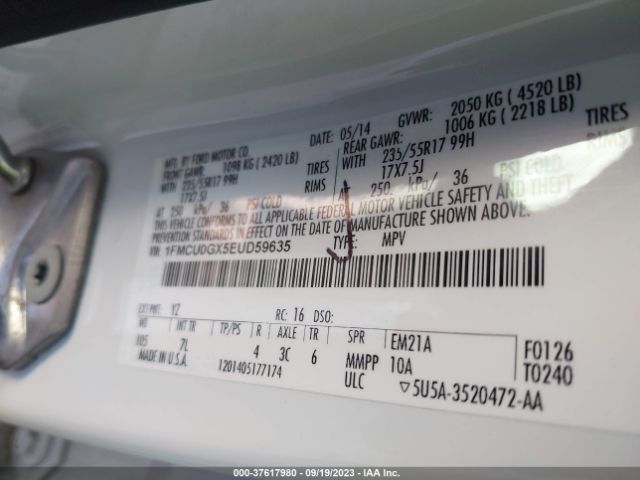 MFD. BY FORD MOTOR CO.
DATE: 05/14 GVWR: 2050 KG ( 4520 LB)
FRONT GAWR: 1098 KG ( 2420 LB) REAR GAWR: 1006 KG ( 2218 LB)
WITH 235/55R17 99H TIRES WITH 235/55R17 99H TIRES
17X7.5J RIMS 17X7.5J RIMS
AT 250 kPa/ 36 PSI COLD AT 250 kPa/ 36 PSI COLD
THIS VEHICLE CONFORMS TO ALL APPLICABLE FEDERAL MOTOR VEHICLE SAFETY AND THEFT
PREVENTION STANDARDS IN EFFECT ON THE DATE OF MANUFACTURE SHOWN ABOVE.
VIN: 1FMCU0GX5EUD59635 TYPE: MPV
EXT PNT: YZ RC: 16 DSO:
WB INT TR TP/PS R AXLE TR SPR EM21A F0126
105 7L 4 3C 6 MMPP 10A T0240
MADE IN U.S.A. 1201405177174 ULC ▽5U5A-3520472-AA
000-37617980 - 09/19/2023 - IAA Inc.